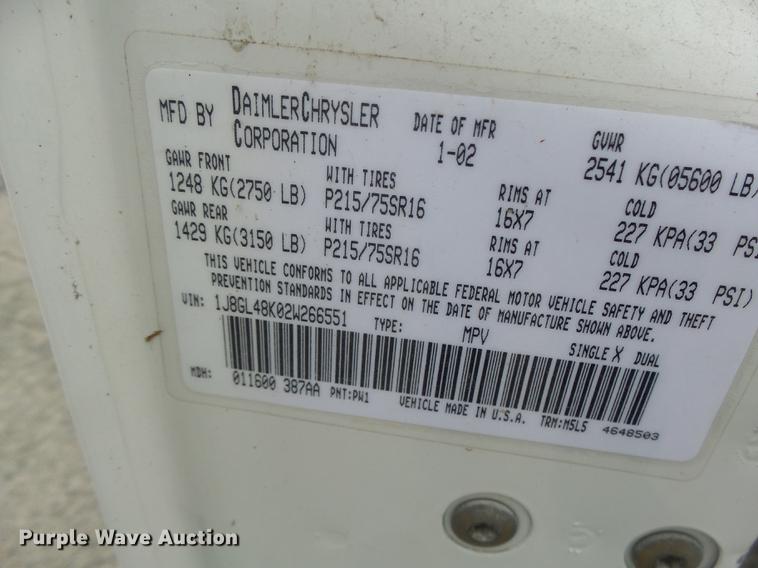 MFD BY DAIMLERCHRYSLER CORPORATION DATE OF MFR 1-02 GVWR 2541 KG(05600 LB)
GAWR FRONT WITH TIRES RIMS AT COLD
1248 KG(2750 LB) P215/75SR16 16X7 227 KPA(33 PSI
GAWR REAR WITH TIRES RIMS AT COLD
1429 KG(3150 LB) P215/75SR16 16X7 227 KPA(33 PSI)
THIS VEHICLE CONFORMS TO ALL APPLICABLE FEDERAL MOTOR VEHICLE SAFETY AND THEFT
PREVENTION STANDARDS IN EFFECT ON THE DATE OF MANUFACTURE SHOWN ABOVE.
VIN: 1J8GL48K02W266551 TYPE: MPV SINGLE X DUAL
MDH: 011600 387AA PNT:PW1 VEHICLE MADE IN U.S.A. TRM:M5L5 4648503
Purple Wave Auction